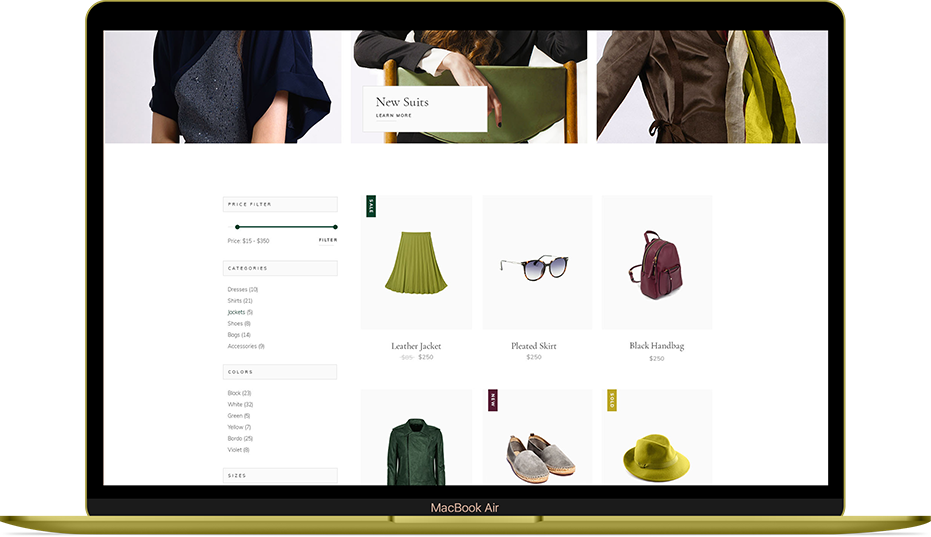 New Suits
LEARN MORE
PRICE FILTER
Price: $15 - $350
FILTER
CATEGORIES
Dresses (10)
Shirts (21)
Jackets (5)
Shoes (8)
Bags (14)
Accessories (9)
COLORS
Black (23)
White (32)
Green (5)
Yellow (7)
Bordo (25)
Violet (8)
SIZES
SALE
Leather Jacket
$250
Pleated Skirt
$250
Black Handbag
$250
NEW
SOLD
MacBook Air